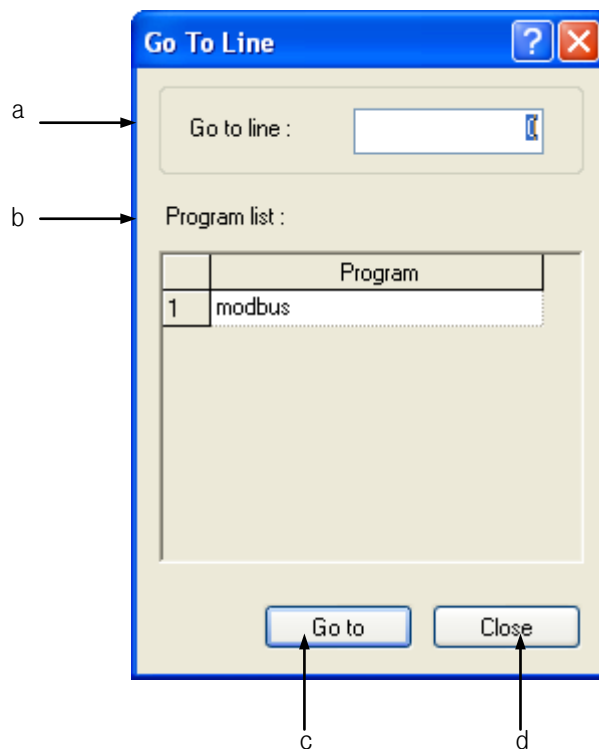 Go To Line
a
Go to line :
0
b
Program list :
Program
1 modbus
Go to
Close
c
d